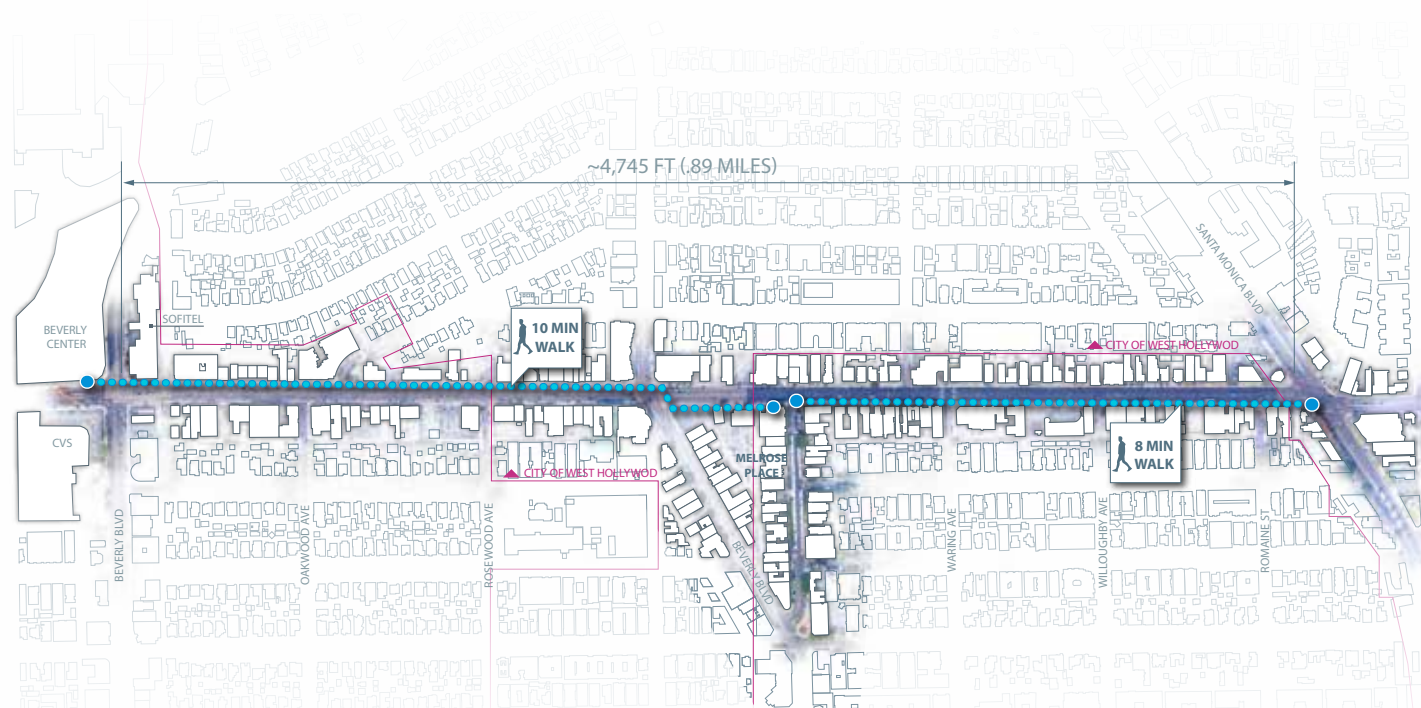 ~4,745 FT (.89 MILES)
SANTA MONICA BLVD
SOFITEL
BEVERLY
CENTER
10 MIN
WALK
CITY OF WEST HOLLYWOD
CVS
8 MIN
WALK
MELROSE
PLACE
CITY OF WEST HOLLYWOD
BEVERLY BLVD
OAKWOOD AVE
ROSEWOOD AVE
BEVERLY BLVD
WARING AVE
WILLOUGHBY AVE
ROMAINE ST